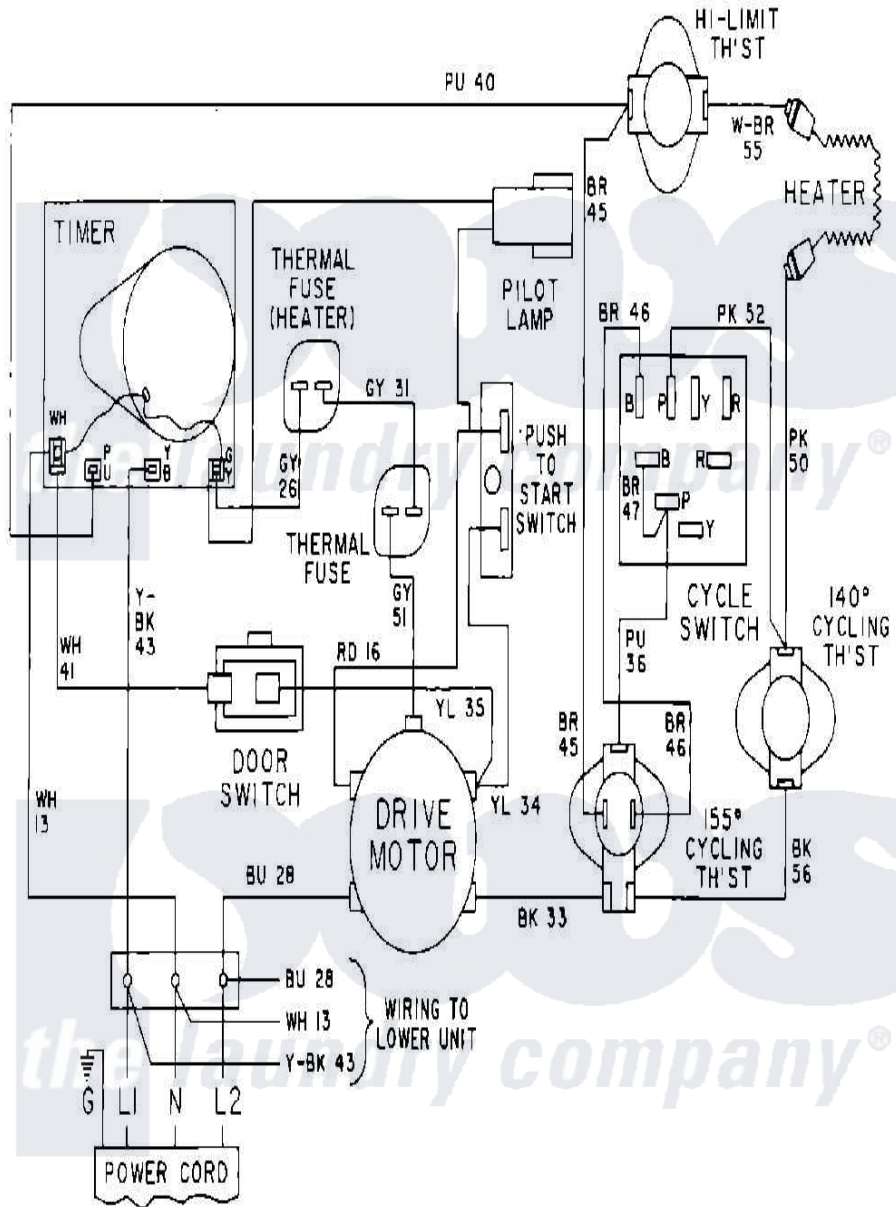 HI-LIMIT
TH'ST
PU 40
W-BR
55
BR
45
HEATER
TIMER
THERMAL
FUSE
(HEATER)
PILOT
LAMP
BR 46
PK 52
GY 31
WH
P
U
Y
B
G
Y
GY
26
PUSH
TO
START
SWITCH
B
P
Y
R
B
R
BR
47
P
Y
PK
50
the laundry company®
THERMAL
FUSE
GY
51
Y-
BK
43
WH
41
RD 16
CYCLE
SWITCH
140°
CYCLING
TH'ST
PU
36
YL 35
BR
45
BR
46
DOOR
SWITCH
WH
13
DRIVE
MOTOR
YL 34
155°
CYCLING
TH'ST
BK
56
BU 28
BK 33
BU 28
WH 13
Y-BK 43
WIRING TO
LOWER UNIT
the laundry company®
G L1 N L2
POWER CORD